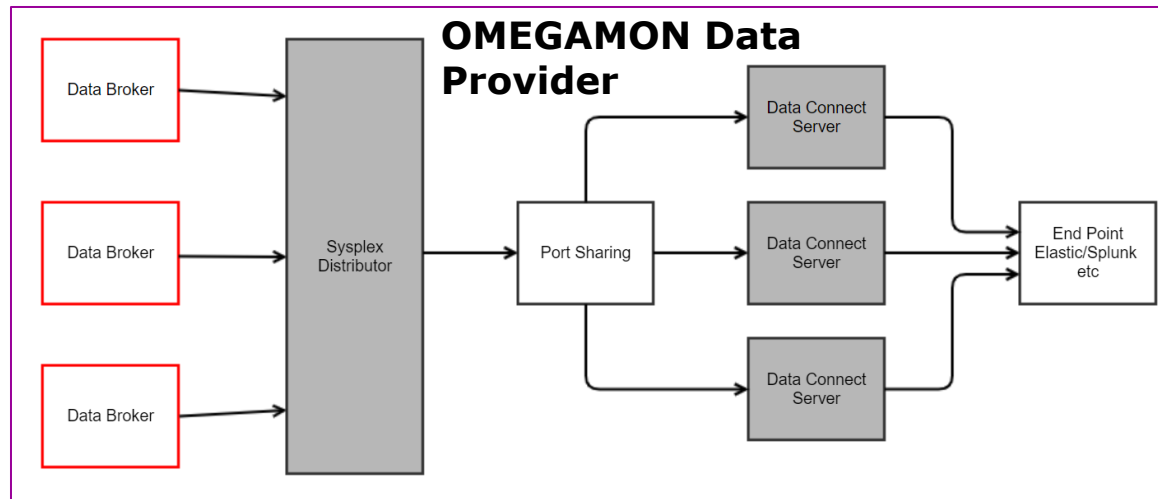 OMEGAMON Data
Provider
Data Broker
Data Broker
Data Broker
Sysplex
Distributor
Port Sharing
Data Connect
Server
Data Connect
Server
Data Connect
Server
End Point
Elastic/Splunk
etc